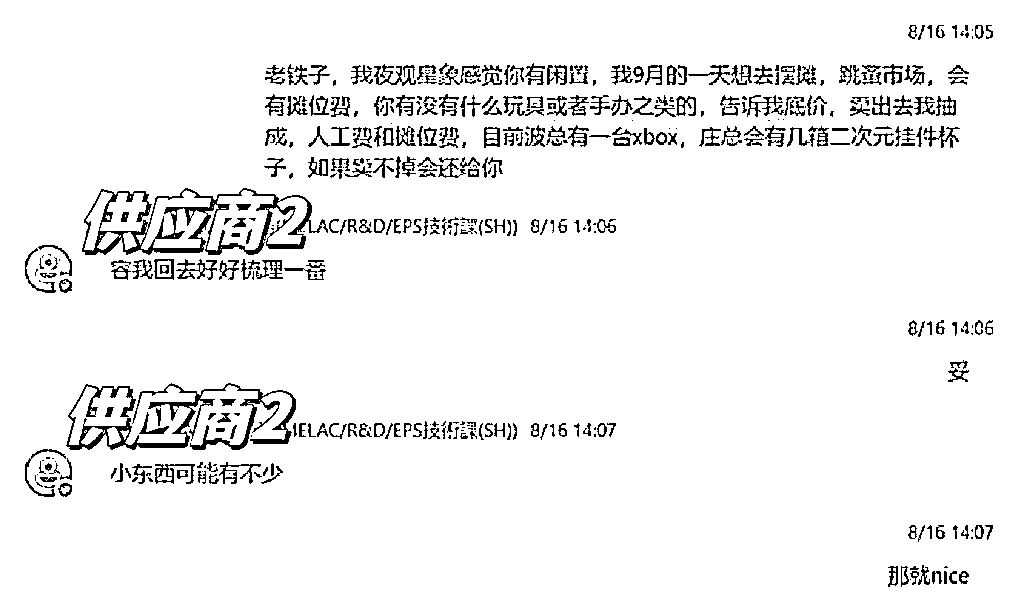 8/16 14:05
老铁子，我夜观星象感觉你有闲置，我9月的一天想去摆摊，跳蚤市场，会
有摊位费，你有没有什么玩具或者手办之类的，告诉我底价，卖出去我抽
成，人工费和摊位费，目前波总有一台xbox，庄总会有几箱二次元挂件杯
子，如果卖不掉会还给你
供应商2
LAC/R&D/EPS技術課(SH)) 8/16 14:06
容我回去好好梳理一番
8/16 14:06
妥
供应商2
MELAC/R&D/EPS技術課(SH)) 8/16 14:07
小东西可能有不少
8/16 14:07
那就nice